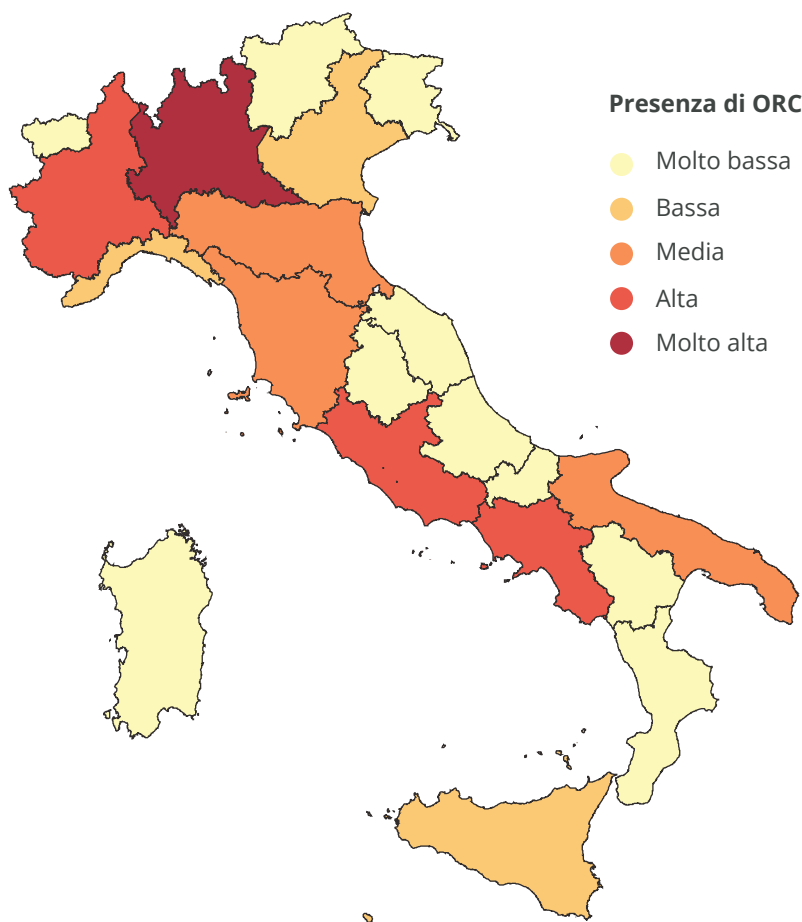 Presenza di ORC
Molto bassa
Bassa
Media
Alta
Molto alta